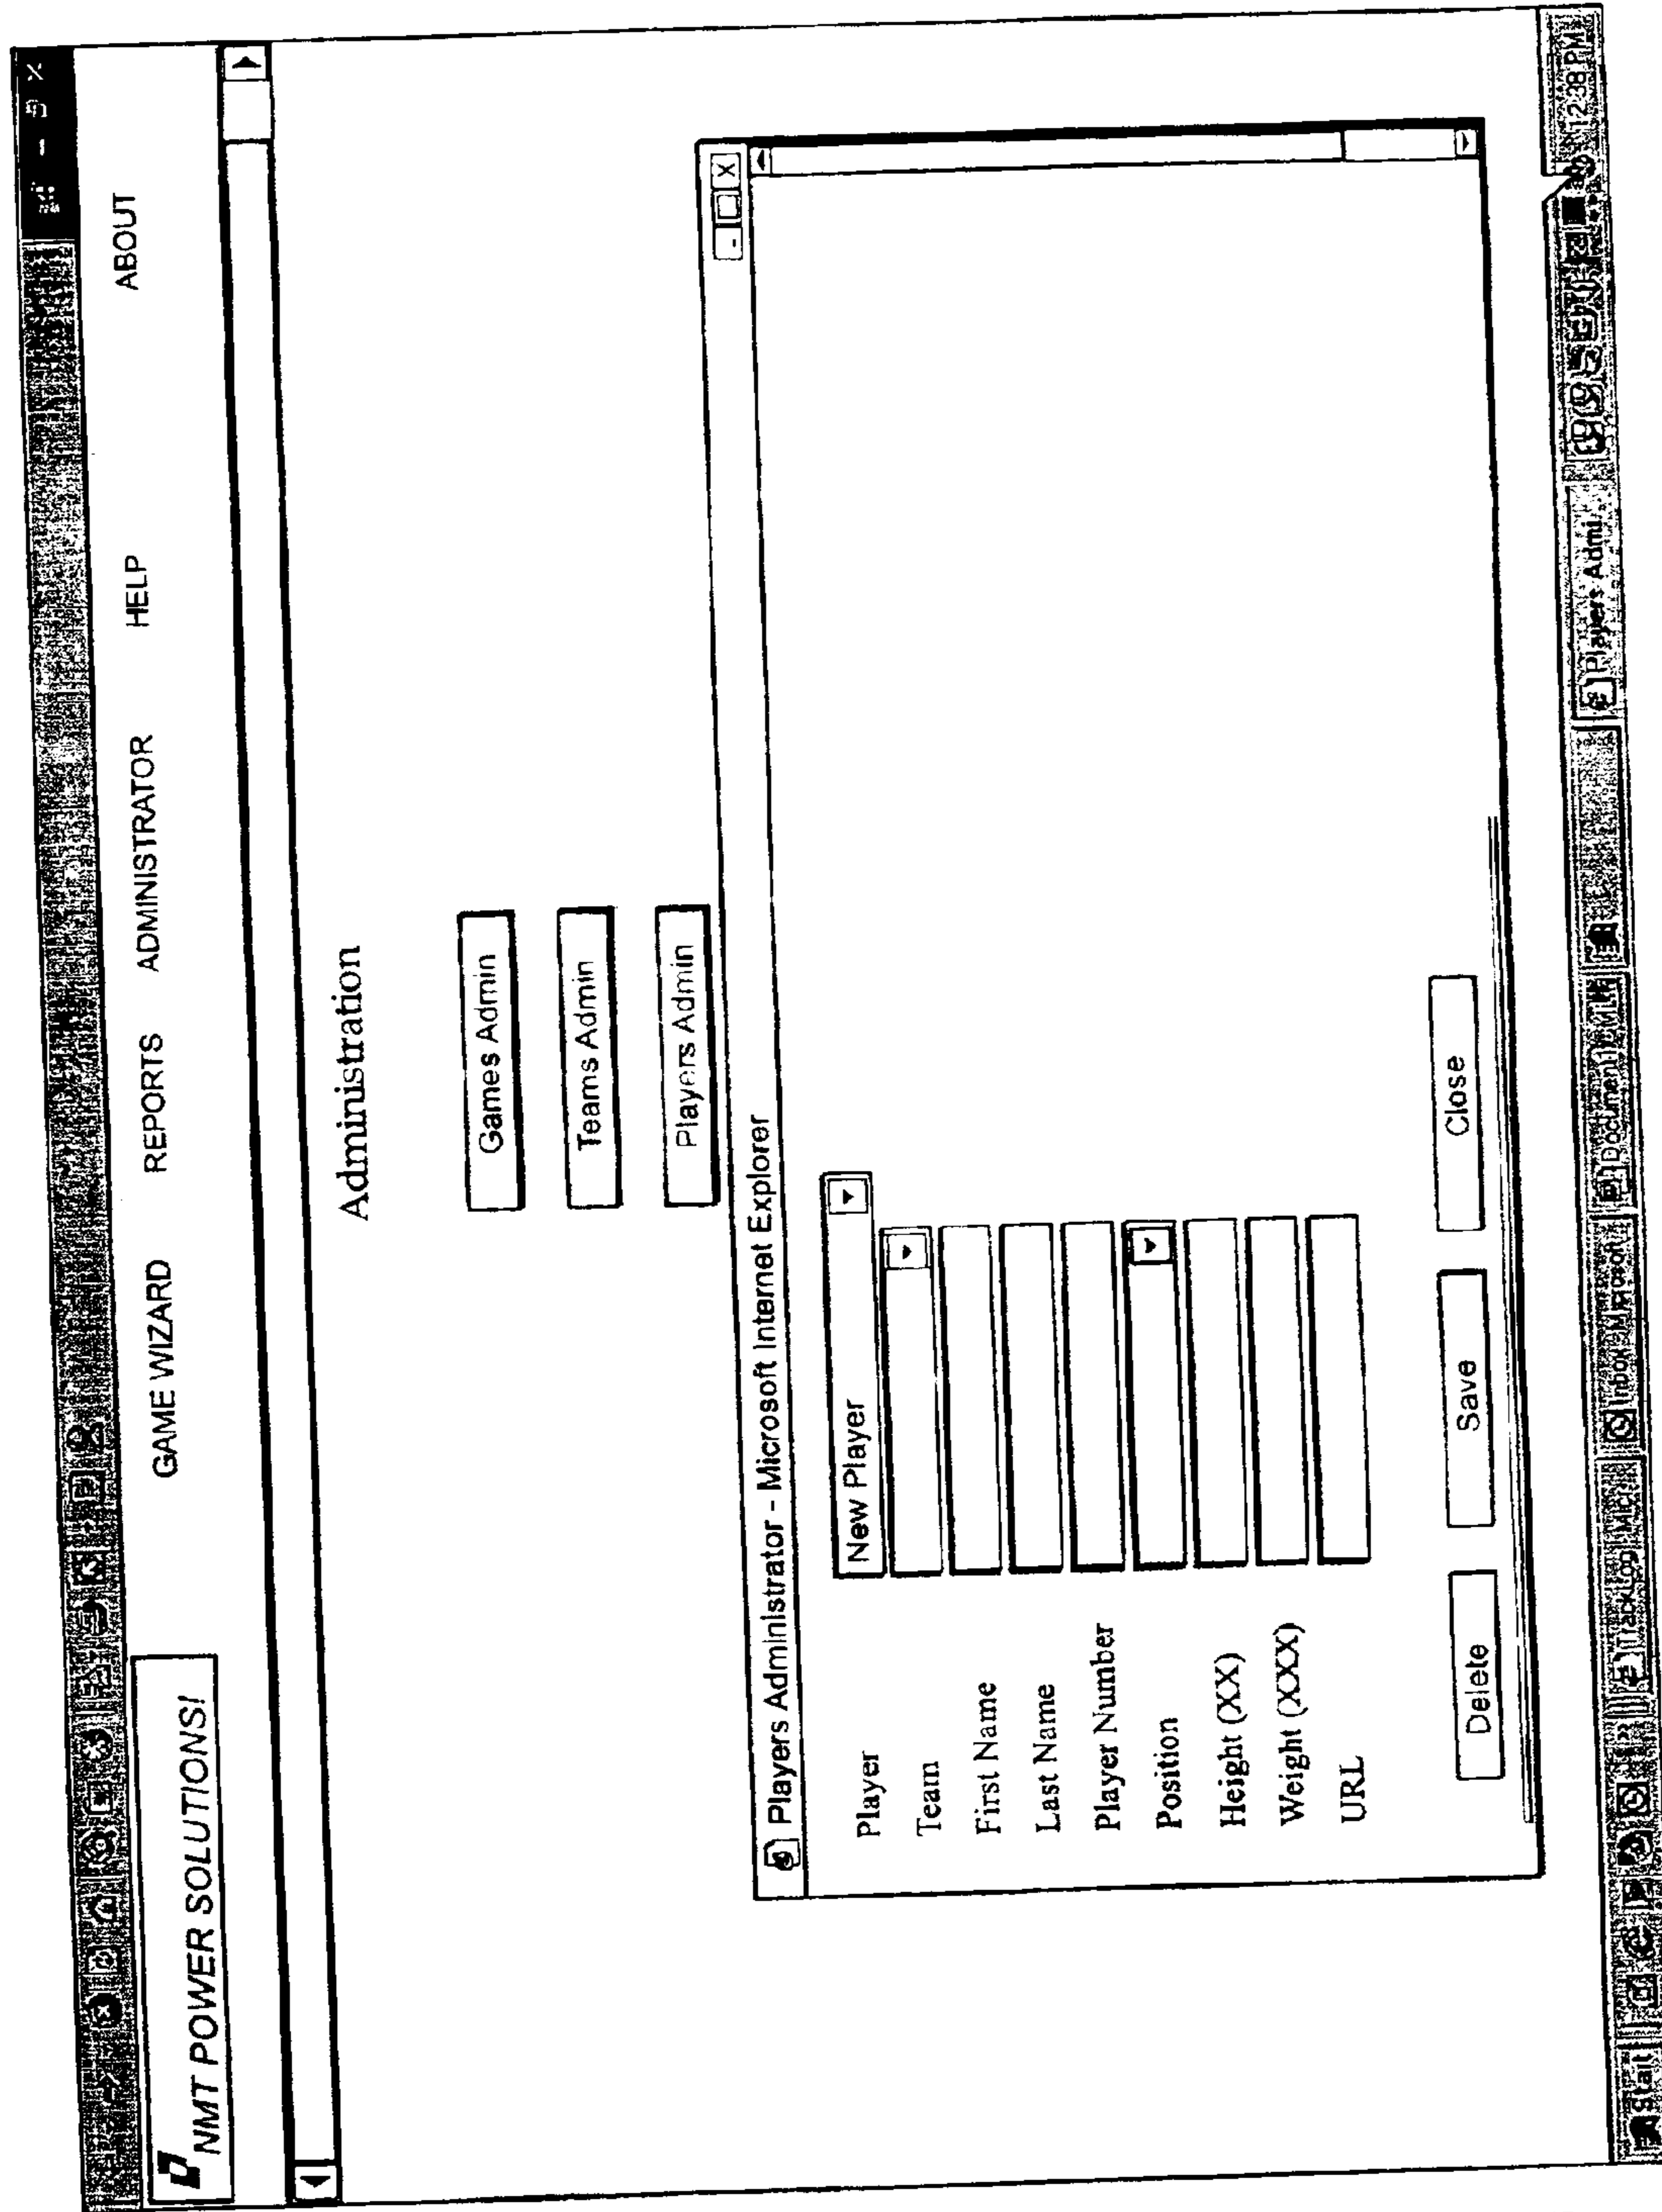 NMT POWER SOLUTIONS!
GAME WIZARD REPORTS ADMINISTRATOR HELP ABOUT
Administration
Games Admin
Teams Admin
Players Admin
Players Administrator - Microsoft Internet Explorer
Player New Player
Team
First Name
Last Name
Player Number
Position
Height (XX)
Weight (XXX)
URL
Delete Save Close
Start Players Admi... 12:38 PM